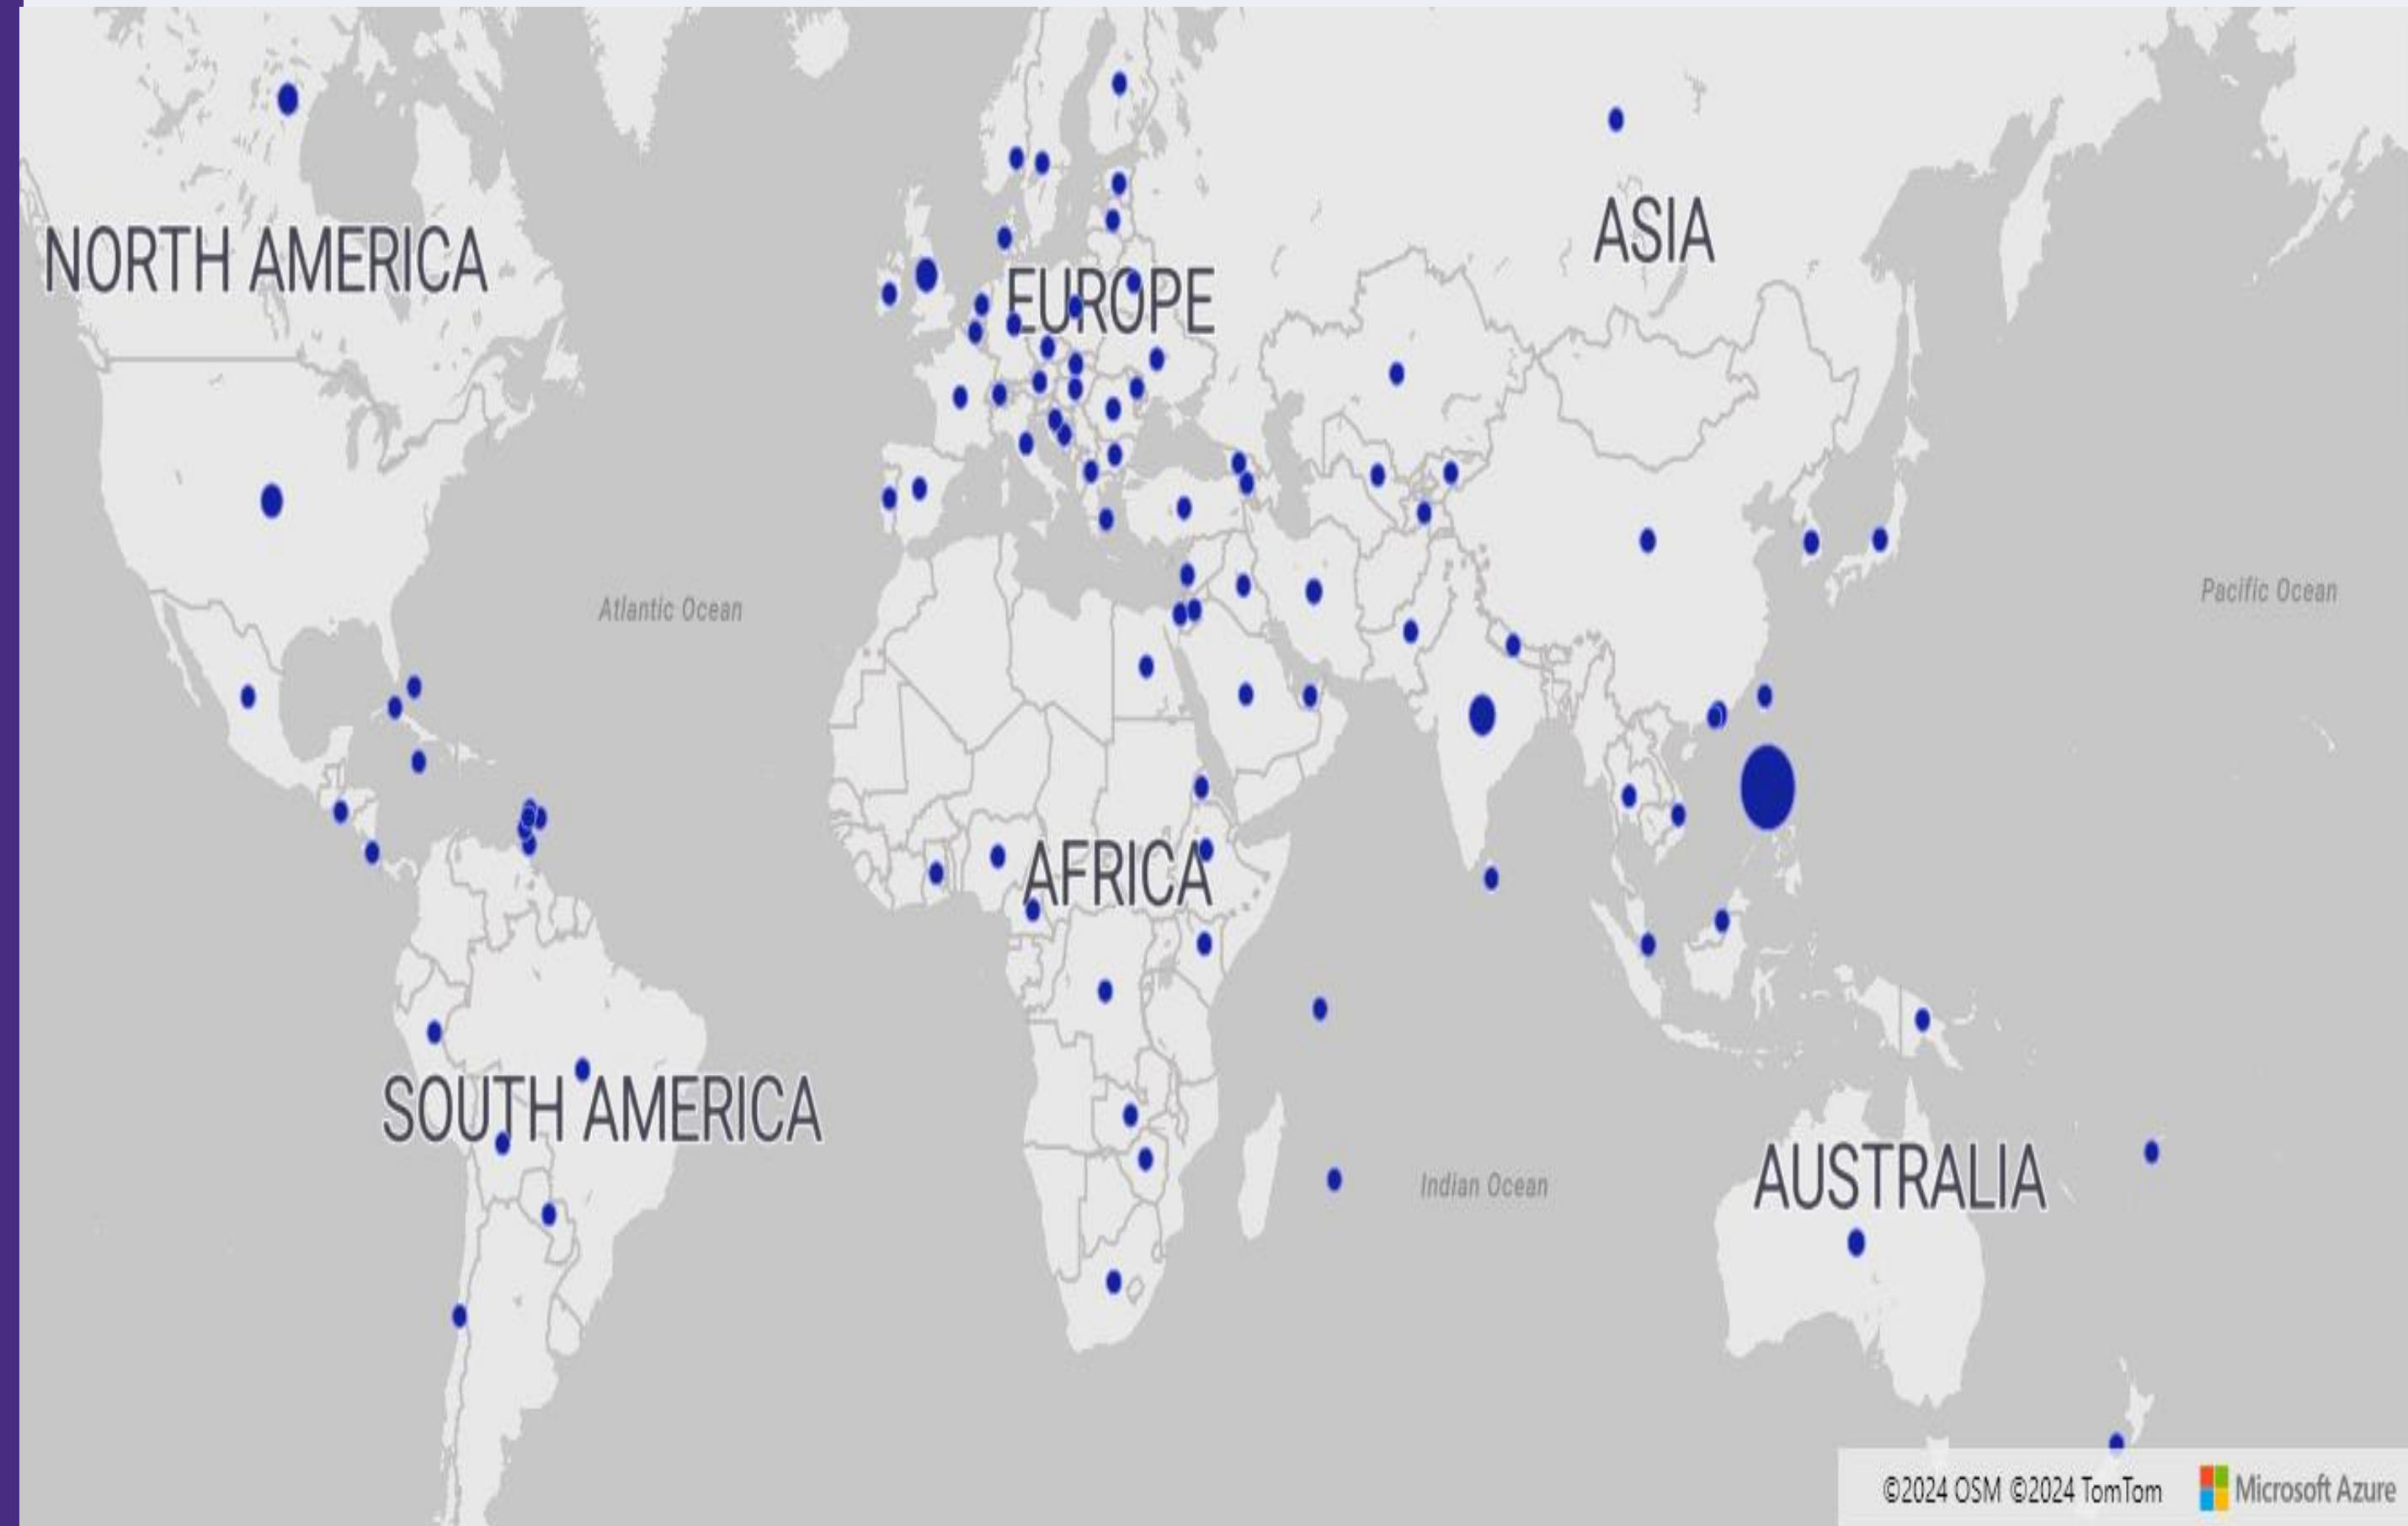 NORTH AMERICA
ASIA
EUROPE
Atlantic Ocean
Pacific Ocean
AFRICA
SOUTH AMERICA
AUSTRALIA
Indian Ocean
©2024 OSM ©2024 TomTom
Microsoft Azure